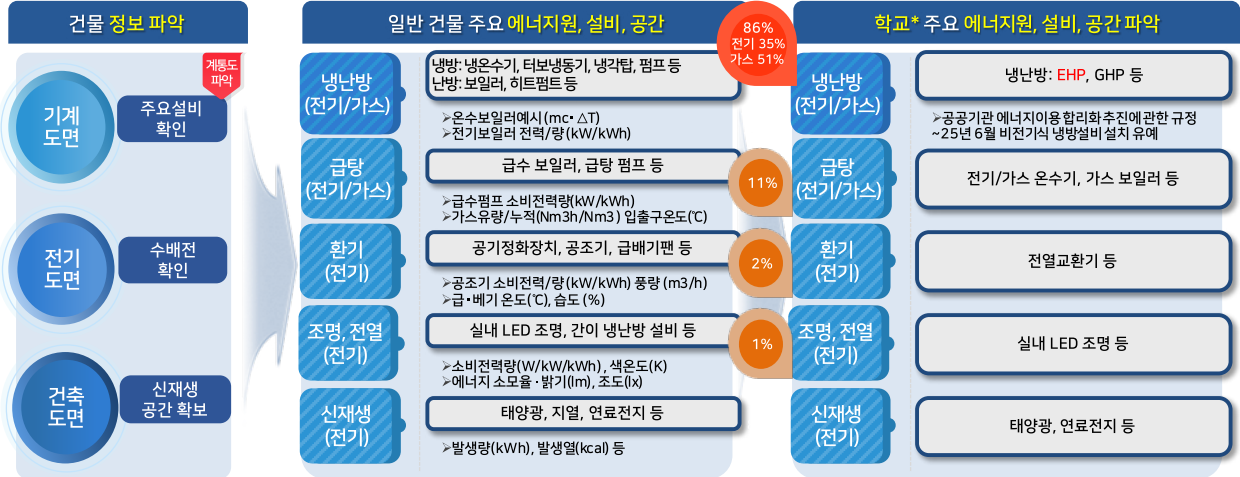 건물 정보 파악
계통도
파악
기계
도면
주요설비
확인
전기
도면
수배전
확인
건축
도면
신재생
공간 확보
일반 건물 주요 에너지원, 설비, 공간
86%
전기 35%
가스 51%
냉난방
(전기/가스)
냉방: 냉온수기, 터보냉동기, 냉각탑, 펌프 등
난방: 보일러, 히트펌프 등
➢온수보일러예시(mc·△T)
➢전기보일러 전력/량(kW/kWh)
급탕
(전기/가스)
급수 보일러, 급탕 펌프 등
11%
➢급수펌프 소비전력량(kW/kWh)
➢가스유량/누적(Nm3h/Nm3) 입출구온도(℃)
환기
(전기)
공기정화장치, 공조기, 급배기팬 등
2%
➢공조기 소비전력/량(kW/kWh) 풍량 (m3/h)
➢급·배기 온도(℃), 습도 (%)
조명, 전열
(전기)
실내 LED 조명, 간이 냉난방 설비 등
1%
➢소비전력량(W/kW/kWh), 색온도(K)
➢에너지 소모율·밝기(lm), 조도(lx)
신재생
(전기)
태양광, 지열, 연료전지 등
➢발생량(kWh), 발생열(kcal) 등
학교* 주요 에너지원, 설비, 공간 파악
냉난방
(전기/가스)
냉난방: EHP, GHP 등
➢공공기관 에너지이용 합리화 추진에 관한 규정
~25년 6월 비전기식 냉방설비 설치 유예
급탕
(전기/가스)
전기/가스 온수기, 가스 보일러 등
환기
(전기)
전열교환기 등
조명, 전열
(전기)
실내 LED 조명 등
신재생
(전기)
태양광, 연료전지 등